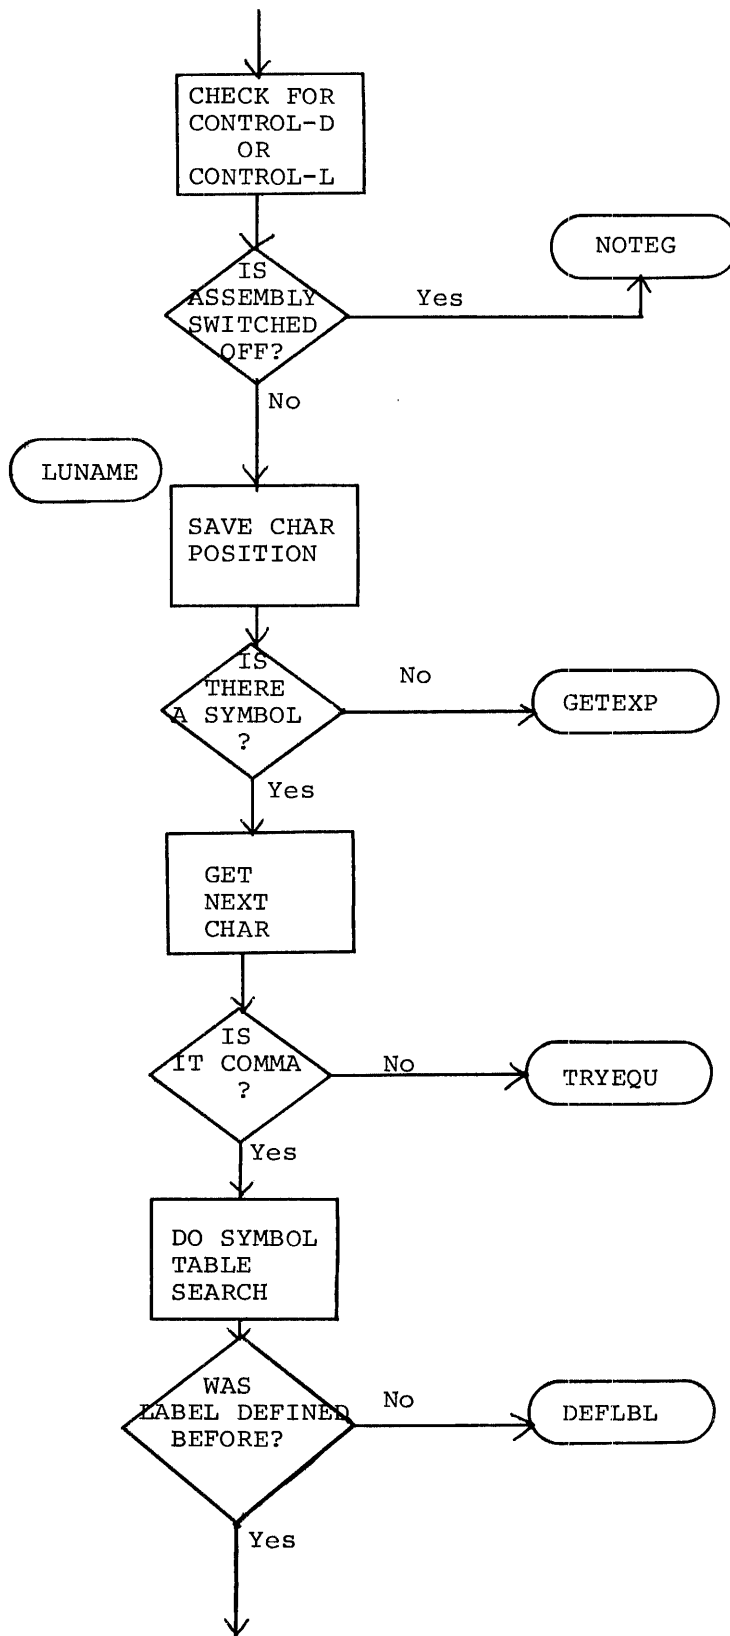 CHECK FOR
CONTROL-D
OR
CONTROL-L
NOTEG
IS
ASSEMBLY
SWITCHED
OFF?
Yes
No
LUNAME
SAVE CHAR
POSITION
IS
THERE
A SYMBOL
?
No
GETEXP
Yes
GET
NEXT
CHAR
IS
IT COMMA
?
No
TRYEQU
Yes
DO SYMBOL
TABLE
SEARCH
WAS
LABEL DEFINED
BEFORE?
No
DEFLBL
Yes